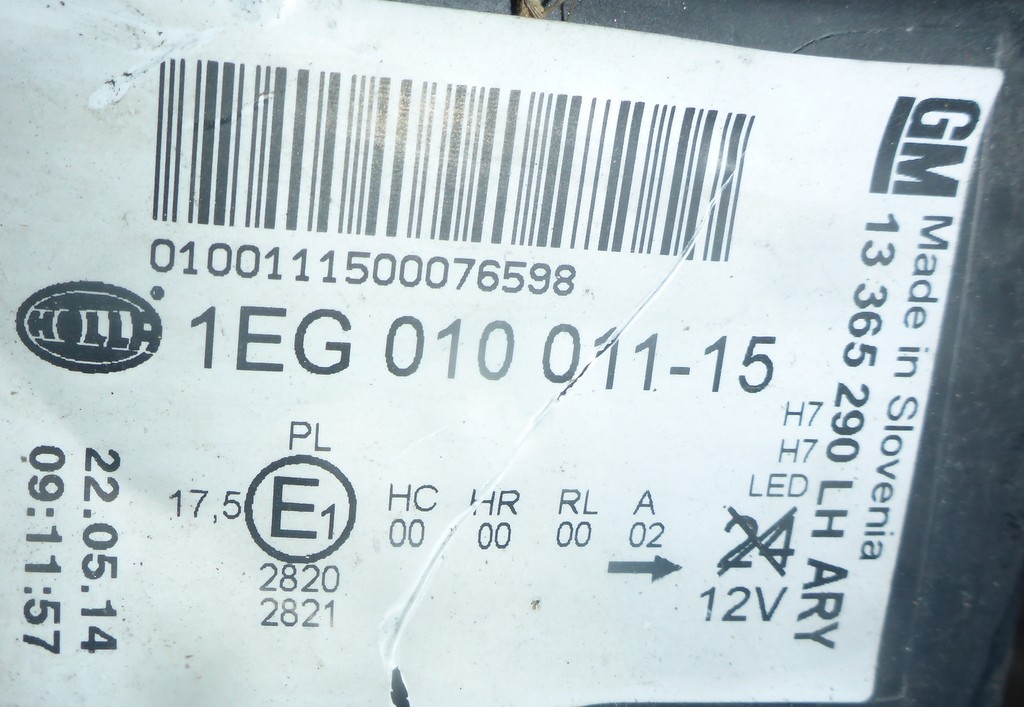 0100111500076598
HELLA
1EG 010 011-15
GM
Made in Slovenia
13 365 290 LH ARY
H7
H7
LED
24
12V
PL
17,5 E1 HC HR RL A
00 00 00 02
2820
2821
22.05.14
09:11:57